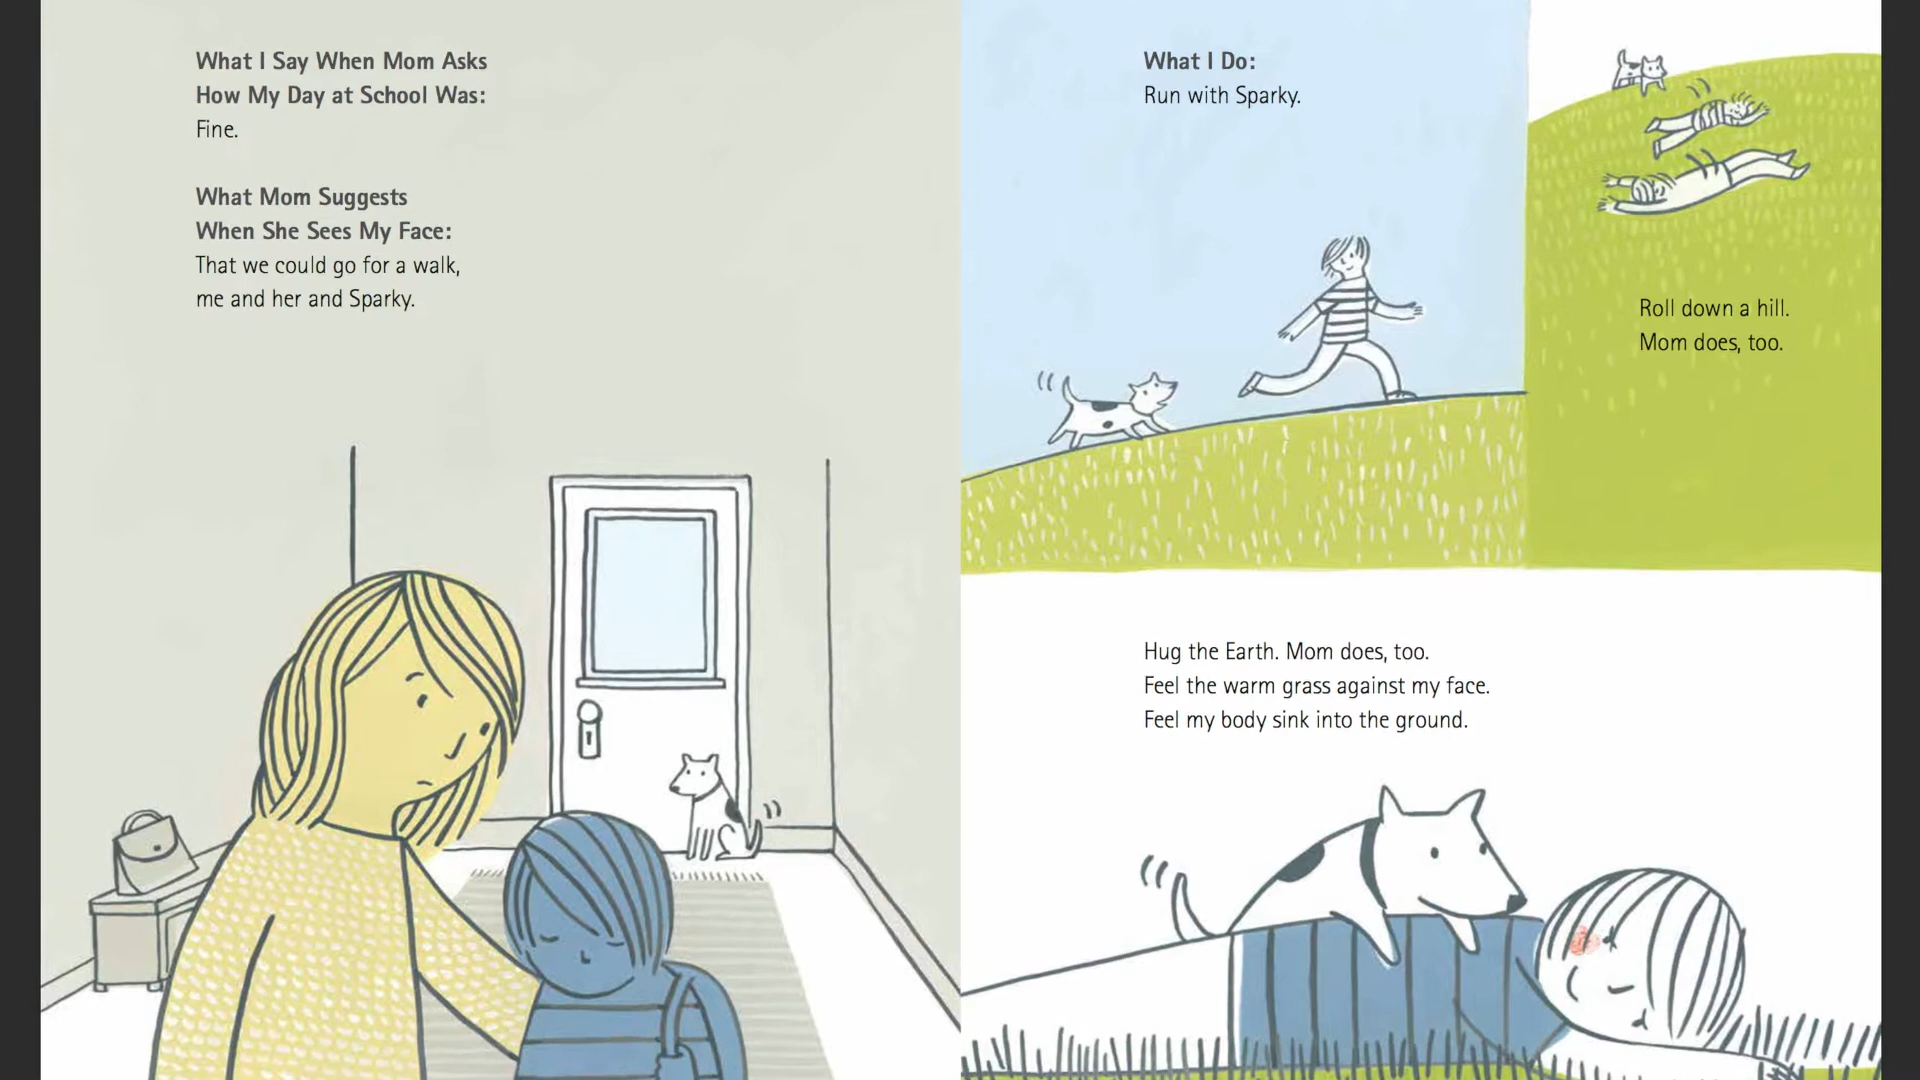 What I Say When Mom Asks
How My Day at School Was:
Fine.
What Mom Suggests
When She Sees My Face:
That we could go for a walk,
me and her and Sparky.
What I Do:
Run with Sparky.
Roll down a hill.
Mom does, too.
Hug the Earth. Mom does, too.
Feel the warm grass against my face.
Feel my body sink into the ground.